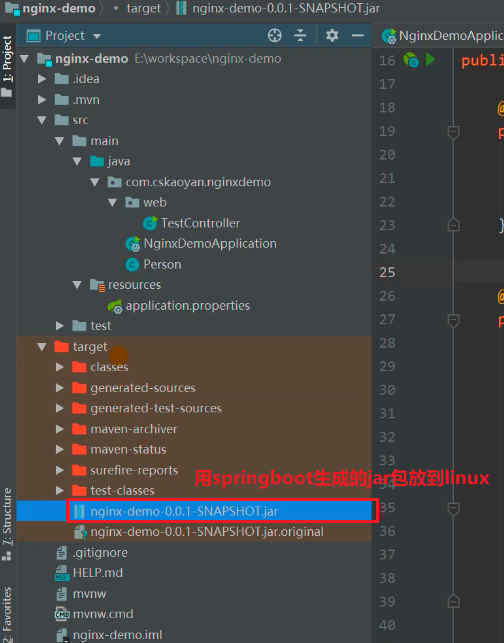 nginx-demo > target > nginx-demo-0.0.1-SNAPSHOT.jar
Project
NginxDemoApplic
nginx-demo E:\workspace\nginx-demo
.idea
.mvn
src
main
java
com.cskaoyan.nginxdemo
web
TestController
NginxDemoApplication
Person
resources
application.properties
test
target
classes
generated-sources
generated-test-sources
maven-archiver
maven-status
surefire-reports
test-classes
nginx-demo-0.0.1-SNAPSHOT.jar
nginx-demo-0.0.1-SNAPSHOT.jar.original
.gitignore
HELP.md
mvnw
mvnw.cmd
nginx-demo.iml
用springboot生成的jar包放到linux
1: Project
7: Structure
2: Favorites
16 publi
17
18 @
19 p
20
21
22
23 }
24
25
26 @
27 p
28
29
30
31
32
33
34
35
36
37
38
39
40